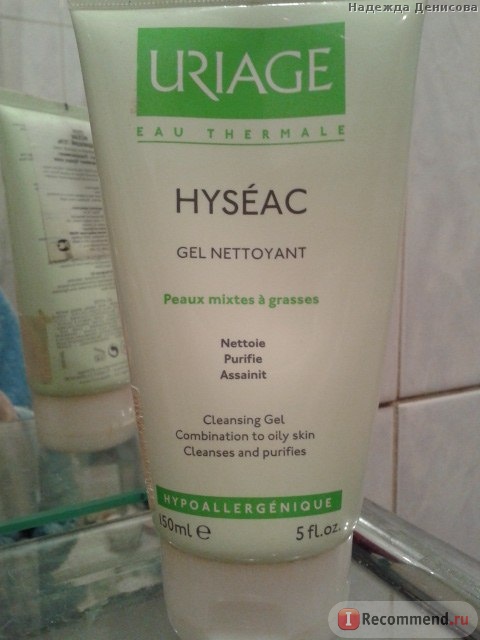 Надежда Денисова
URIAGE
EAU THERMALE
HYSÉAC
GEL NETTOYANT
Peaux mixtes à grasses
Nettoie
Purifie
Assainit
Cleansing Gel
Combination to oily skin
Cleanses and purifies
HYPOALLERGÉNIQUE
150ml e 5 fl.oz.
I Recommend.ru